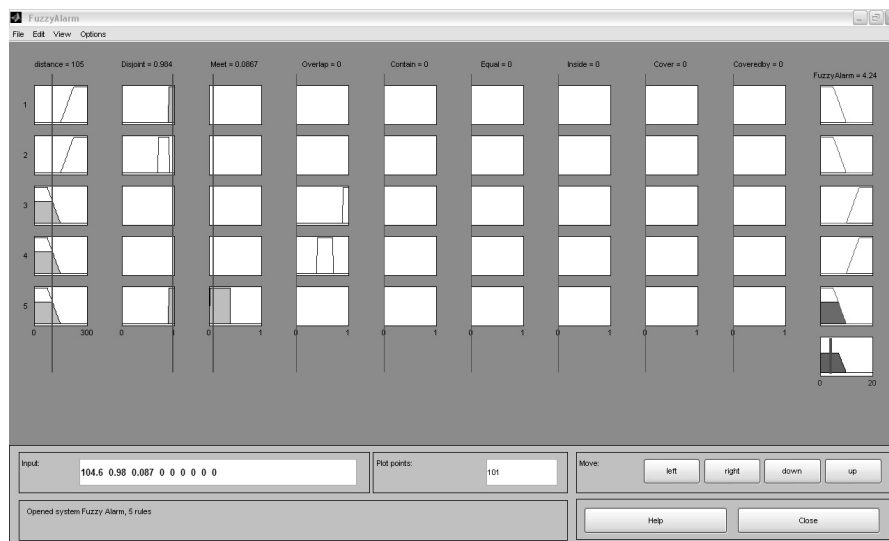 FuzzyAlarm
File Edit View Options
distance = 105 Disjoint = 0.984 Meet = 0.0867 Overlap = 0 Contain = 0 Equal = 0 Inside = 0 Cover = 0 Coveredby = 0
FuzzyAlarm = 4.24
1
2
3
4
5
0 300 0 1 0 1 0 1 0 1 0 1 0 1 0 1 0 1
0 20
Input: 104.6 0.98 0.087 0 0 0 0 0 0
Plot points: 101
Move: left right down up
Opened system Fuzzy Alarm, 5 rules
Help Close